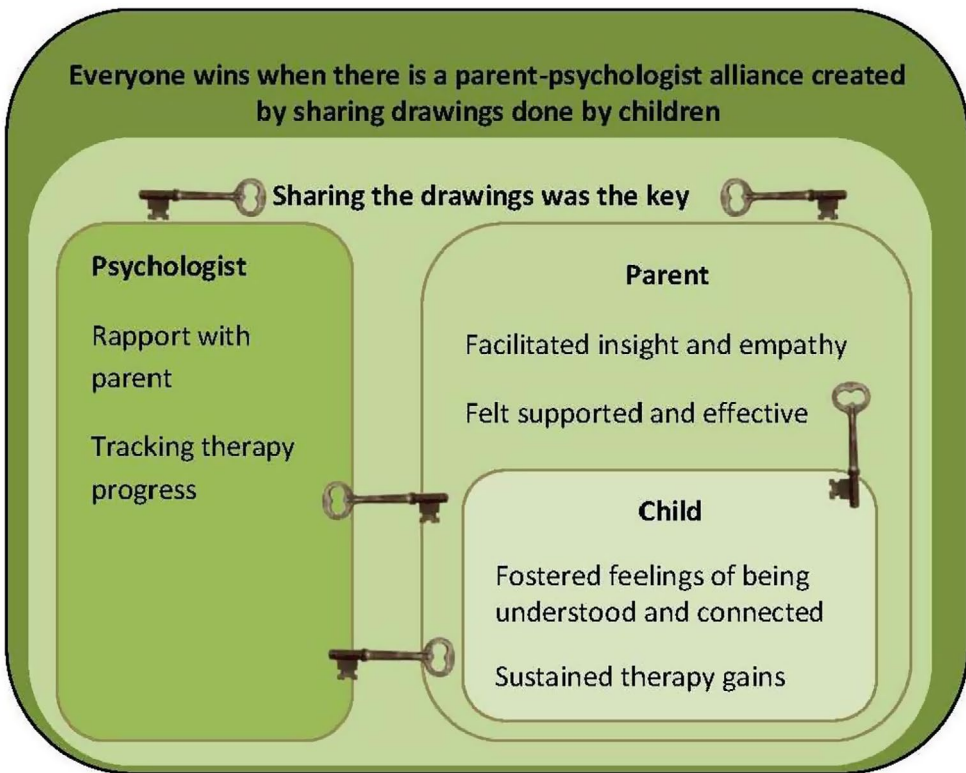 Everyone wins when there is a parent-psychologist alliance created
by sharing drawings done by children
Sharing the drawings was the key
Psychologist
Rapport with
parent
Tracking therapy
progress
Parent
Facilitated insight and empathy
Felt supported and effective
Child
Fostered feelings of being
understood and connected
Sustained therapy gains